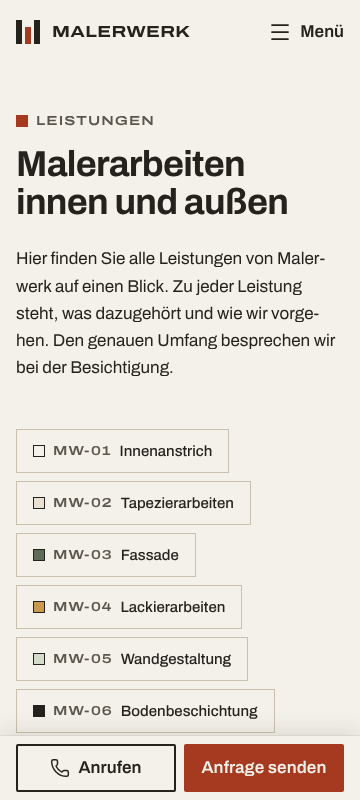 MALERWERK
Menü
LEISTUNGEN
Malerarbeiten
innen und außen
Hier finden Sie alle Leistungen von Maler-
werk auf einen Blick. Zu jeder Leistung
steht, was dazugehört und wie wir vorge-
hen. Den genauen Umfang besprechen wir
bei der Besichtigung.
MW-01 Innenanstrich
MW-02 Tapezierarbeiten
MW-03 Fassade
MW-04 Lackierarbeiten
MW-05 Wandgestaltung
MW-06 Bodenbeschichtung
Anrufen
Anfrage senden